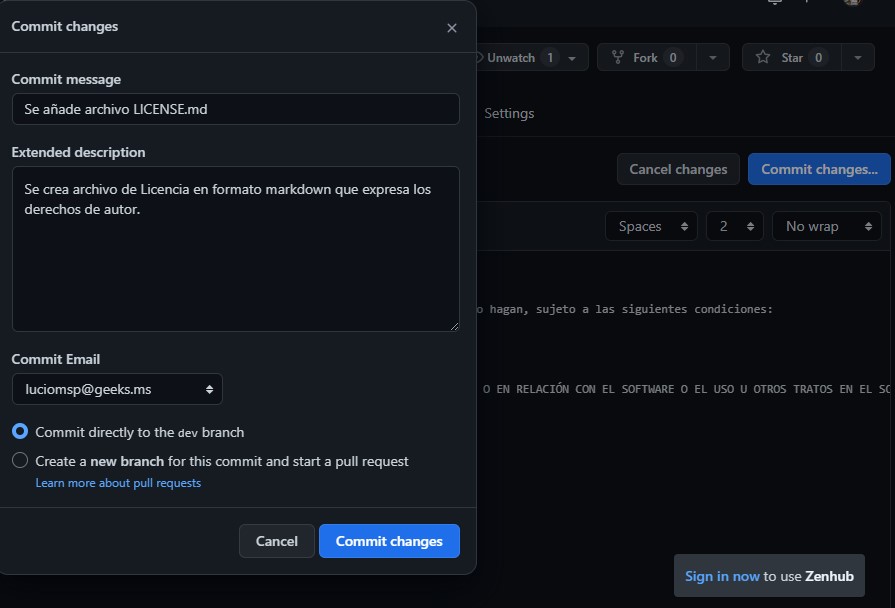 Commit changes
Commit message
Se añade archivo LICENSE.md
Extended description
Se crea archivo de Licencia en formato markdown que expresa los
derechos de autor.
Commit Email
luciomsp@geeks.ms
Commit directly to the dev branch
Create a new branch for this commit and start a pull request
Learn more about pull requests
Cancel
Commit changes
Unwatch 1
Fork 0
Star 0
Settings
Cancel changes
Commit changes...
Spaces
2
No wrap
o hagan, sujeto a las siguientes condiciones:
O EN RELACIÓN CON EL SOFTWARE O EL USO U OTROS TRATOS EN EL SO
Sign in now to use Zenhub